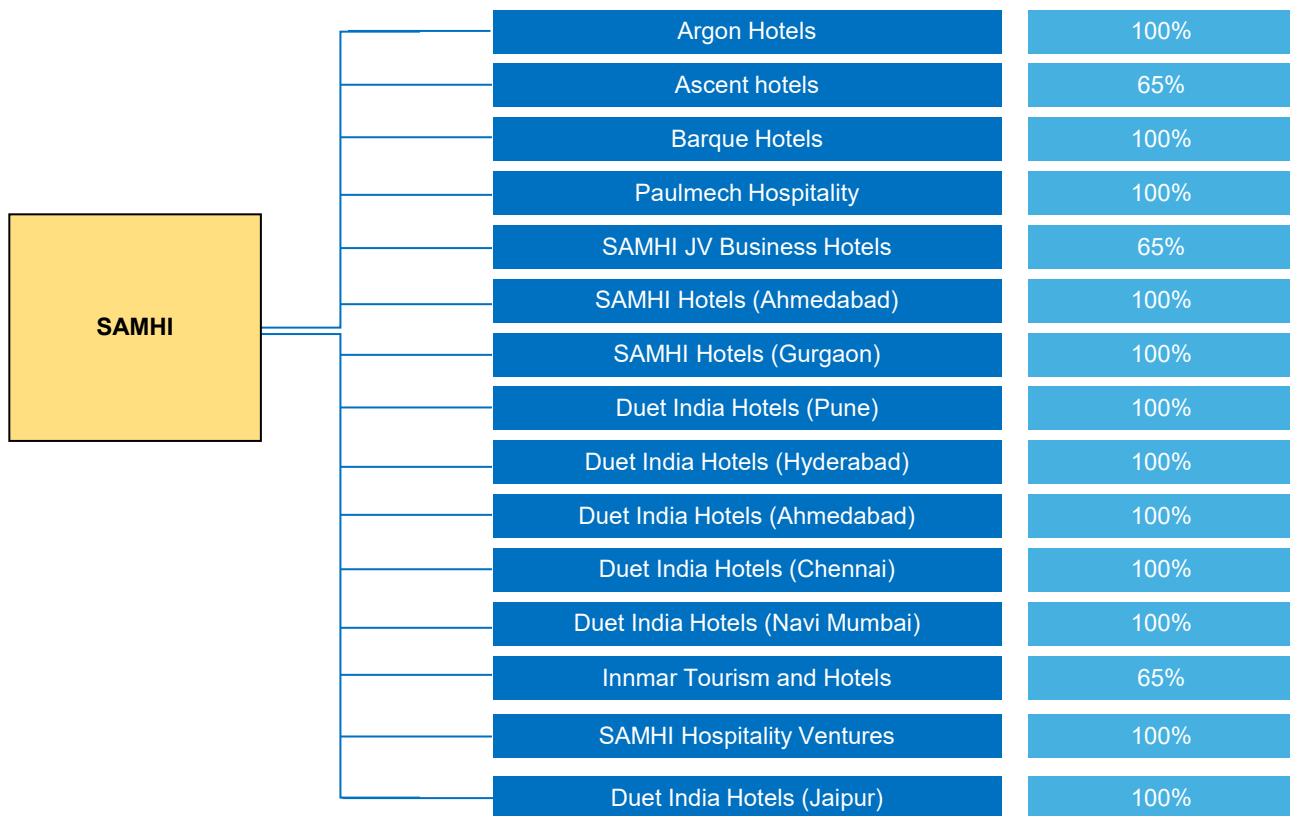 Argon Hotels 100%
Ascent hotels 65%
Barque Hotels 100%
Paulmech Hospitality 100%
SAMHI JV Business Hotels 65%
SAMHI Hotels (Ahmedabad) 100%
SAMHI
SAMHI Hotels (Gurgaon) 100%
Duet India Hotels (Pune) 100%
Duet India Hotels (Hyderabad) 100%
Duet India Hotels (Ahmedabad) 100%
Duet India Hotels (Chennai) 100%
Duet India Hotels (Navi Mumbai) 100%
Innmar Tourism and Hotels 65%
SAMHI Hospitality Ventures 100%
Duet India Hotels (Jaipur) 100%